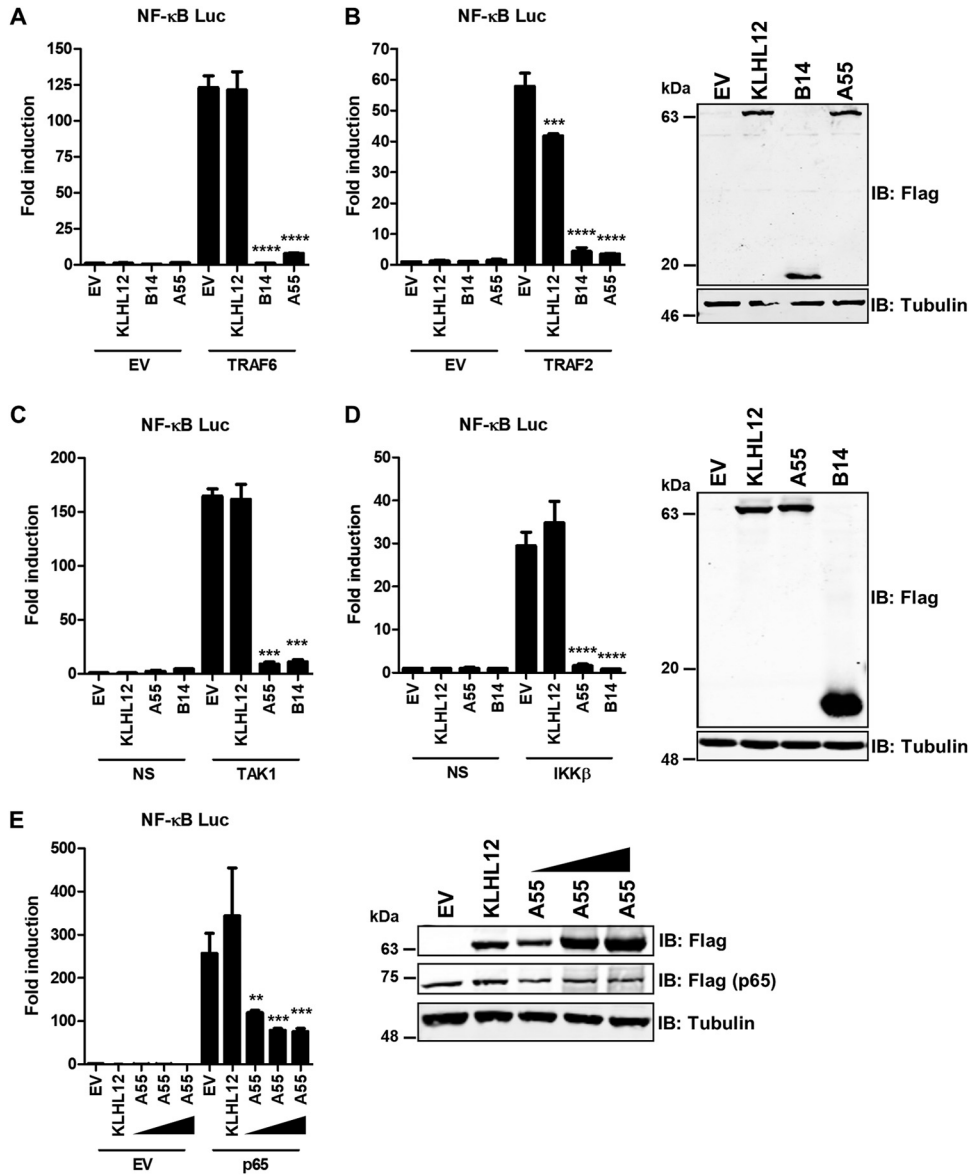 A
NF-κB Luc
Fold induction
150
125
100
75
50
25
0
EV
KLHL12
B14
A55
EV
KLHL12
B14
A55
****
****
EV
TRAF6
B
NF-κB Luc
Fold induction
70
60
50
40
30
20
10
0
EV
KLHL12
B14
A55
EV
KLHL12
B14
A55
***
****
****
EV
TRAF2
kDa
EV
KLHL12
B14
A55
63
20
46
IB: Flag
IB: Tubulin
C
NF-κB Luc
Fold induction
200
150
100
50
0
EV
KLHL12
A55
B14
EV
KLHL12
A55
B14
***
***
NS
TAK1
D
NF-κB Luc
Fold induction
50
40
30
20
10
0
EV
KLHL12
A55
B14
EV
KLHL12
A55
B14
****
****
NS
IKKβ
kDa
EV
KLHL12
A55
B14
63
20
48
IB: Flag
IB: Tubulin
E
NF-κB Luc
Fold induction
500
400
300
200
100
0
EV
KLHL12
A55
A55
A55
EV
KLHL12
A55
A55
A55
**
***
***
EV
p65
kDa
EV
KLHL12
A55
A55
A55
63
75
48
IB: Flag
IB: Flag (p65)
IB: Tubulin